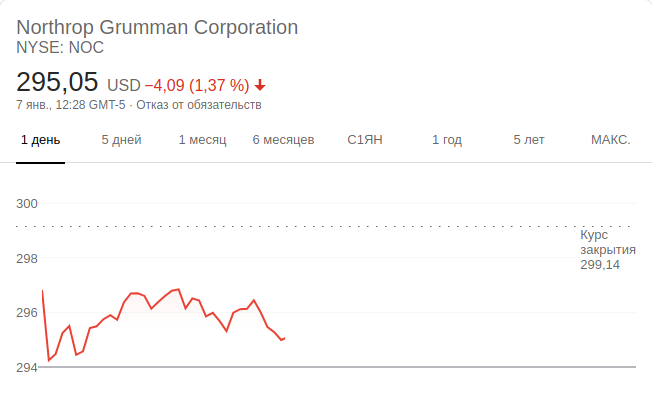 Northrop Grumman Corporation
NYSE: NOC
295,05 USD −4,09 (1,37 %)
7 янв., 12:28 GMT-5 · Отказ от обязательств
1 день 5 дней 1 месяц 6 месяцев С1ЯН 1 год 5 лет МАКС.
300
Курс
закрытия
299,14
298
296
294